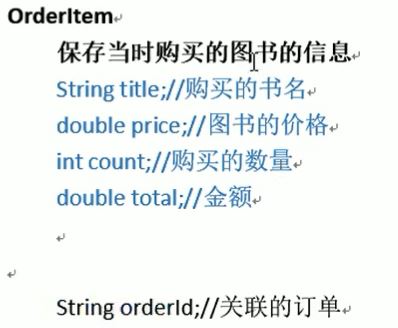 OrderItem
保存当时购买的图书的信息
String title;//购买的书名
double price;//图书的价格
int count;//购买的数量
double total;//金额
String orderId;//关联的订单